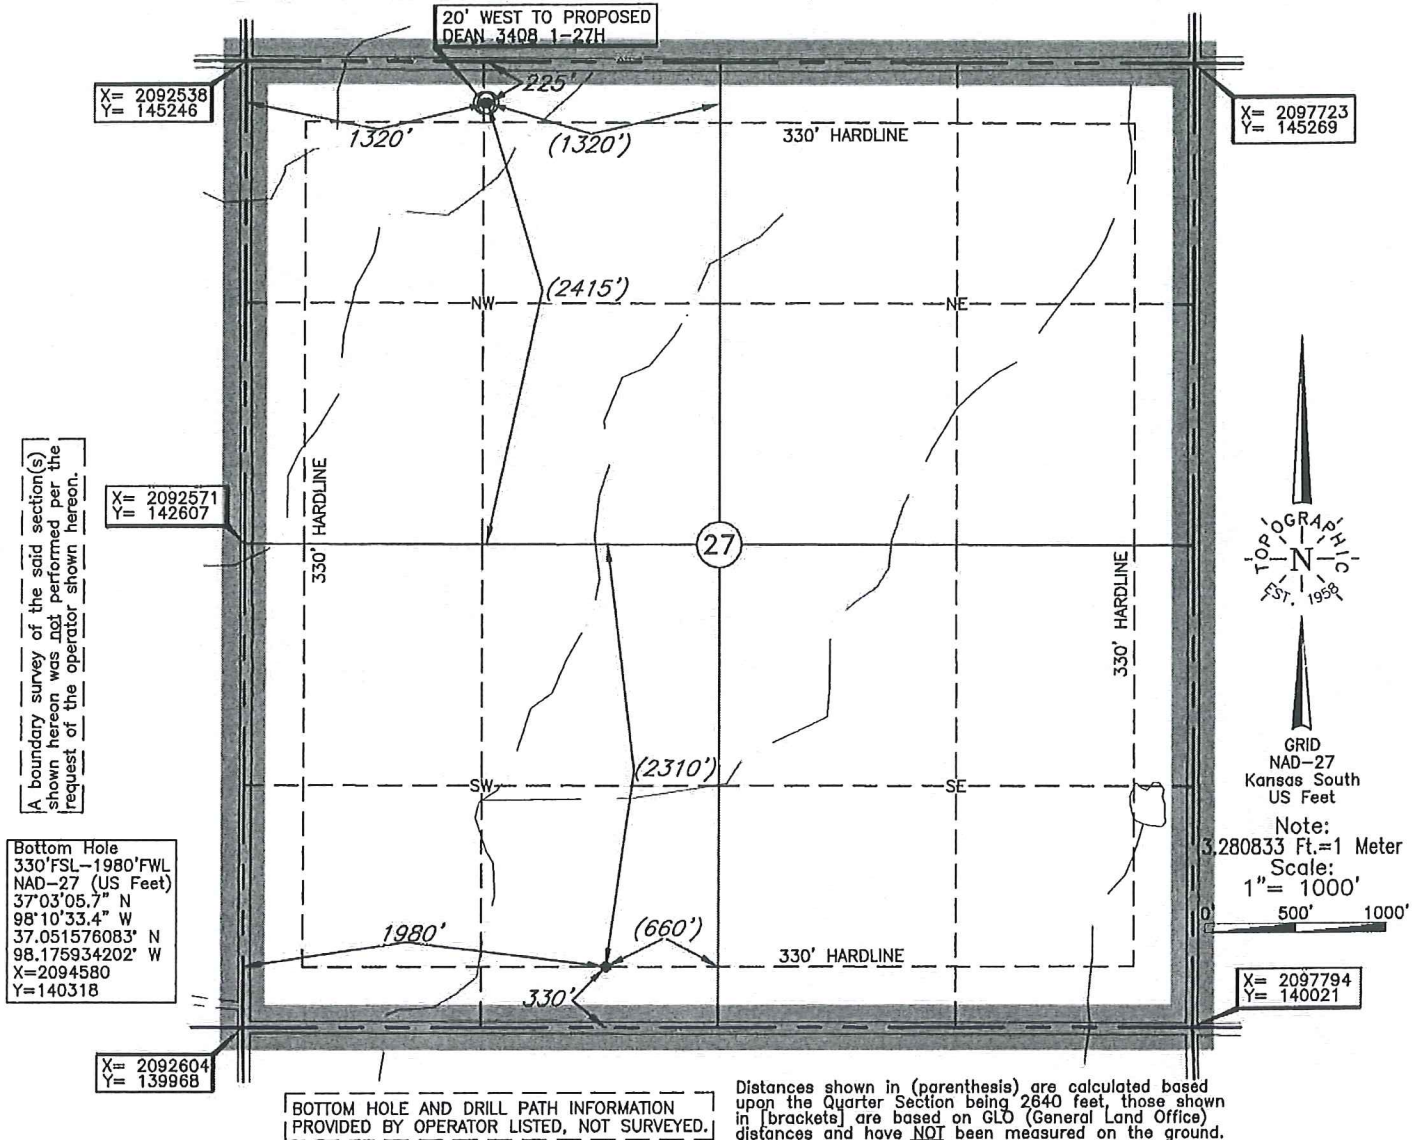 20' WEST TO PROPOSED
DEAN 3408 1-27H
X= 2092538
Y= 145246
225'
1320'
(1320')
330' HARDLINE
X= 2097723
Y= 145269
(2415')
NW
NE
A boundary survey of the said section(s)
shown hereon was not performed per the
request of the operator shown hereon.
X= 2092571
Y= 142607
330' HARDLINE
27
330' HARDLINE
TOPOGRAPHIC
N
EST. 1958
GRID
NAD-27
Kansas South
US Feet
Note:
3.280833 Ft.=1 Meter
Scale:
1"= 1000'
0' 500' 1000'
(2310')
SW
SE
Bottom Hole
330'FSL-1980'FWL
NAD-27 (US Feet)
37°03'05.7" N
98°10'33.4" W
37.051576083° N
98.175934202° W
X=2094580
Y=140318
1980'
(660')
330' HARDLINE
330'
X= 2097794
Y= 140021
X= 2092604
Y= 139968
BOTTOM HOLE AND DRILL PATH INFORMATION
PROVIDED BY OPERATOR LISTED, NOT SURVEYED.
Distances shown in (parenthesis) are calculated based
upon the Quarter Section being 2640 feet, those shown
in [brackets] are based on GLO (General Land Office)
distances and have NOT been measured on the ground.